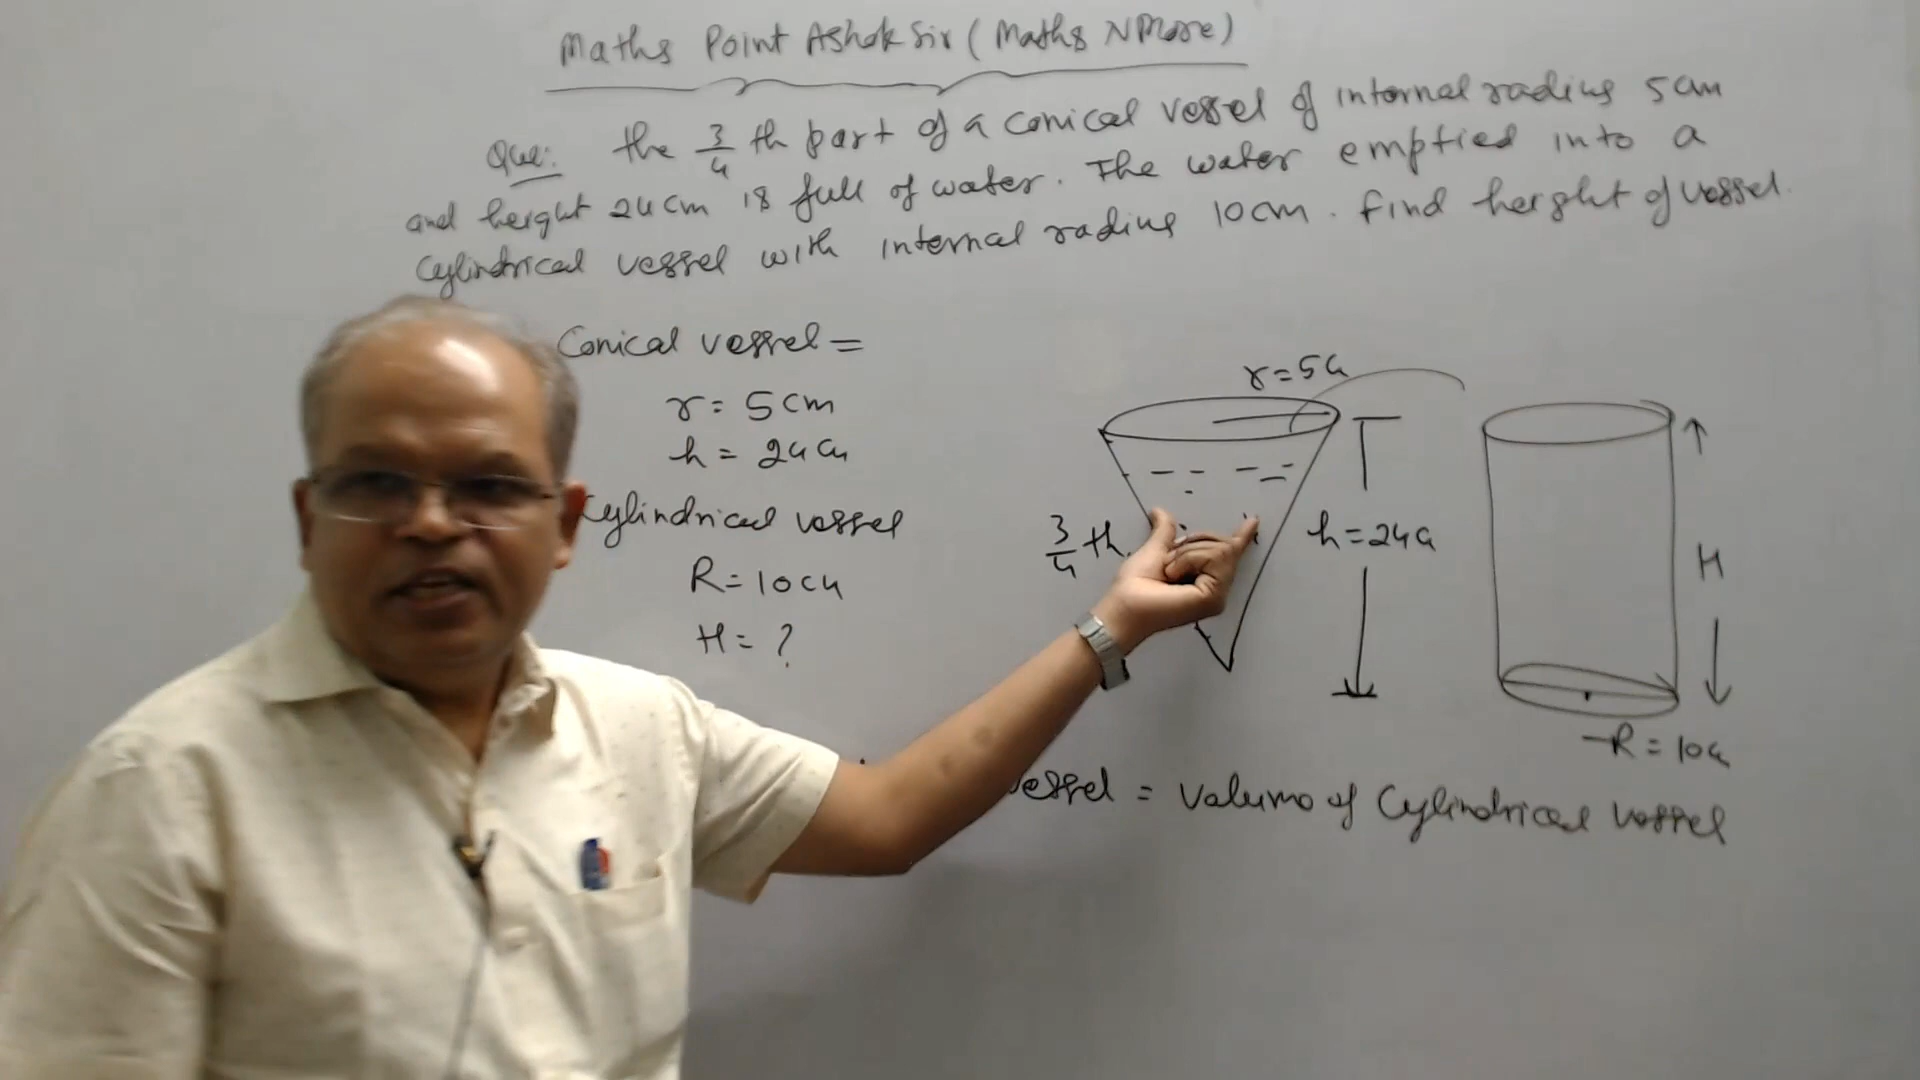 Maths Point Ashok Sir (Maths N More)
Que: the 3/4 th part of a conical vessel of internal radius 5cm
and height 24cm is full of water. The water emptied into a
cylindrical vessel with internal radius 10cm. Find height of vessel.
Conical vessel =
r = 5cm
h = 24cm
Cylindrical vessel
R = 10cm
H = ?
r = 5cm
3/4 th
h = 24cm
H
R = 10cm
vessel = Volume of Cylindrical vessel